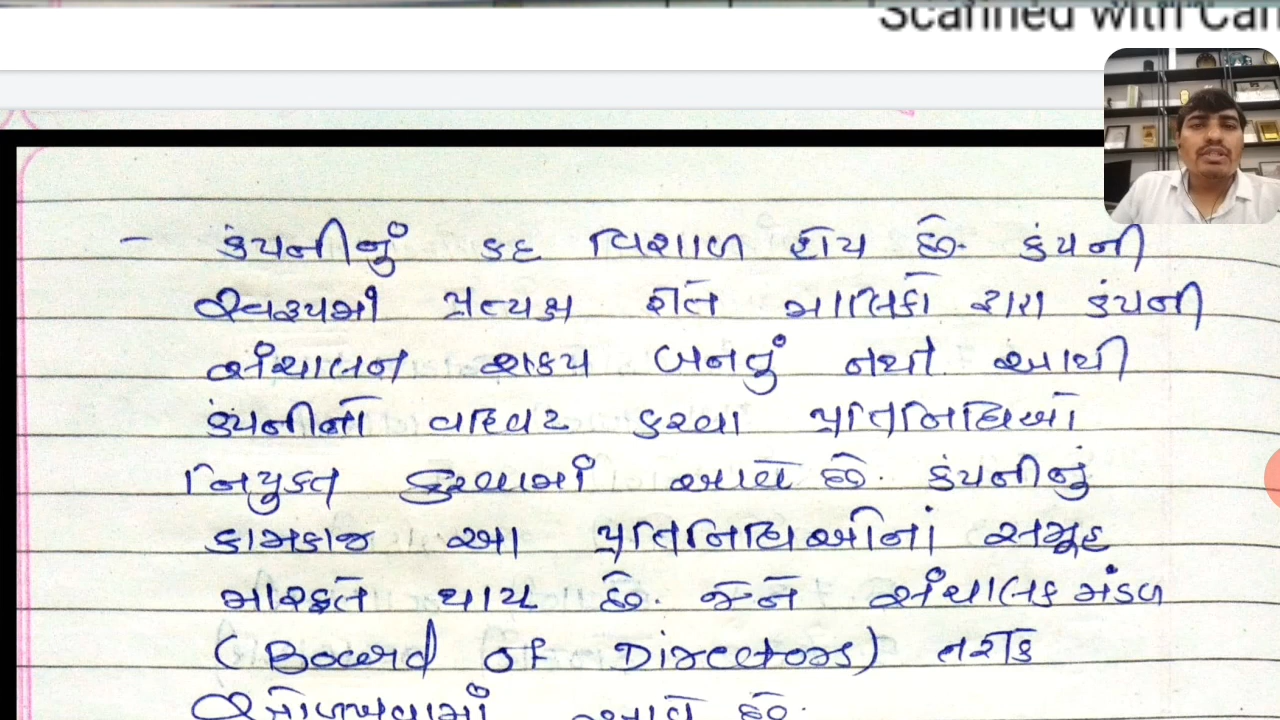 Scanned with Cam
- કંપનીનું કદ વિશાળ હોય છે. કંપની
સ્વરૂપમાં પ્રત્યક્ષ રીતે માલિકો દ્વારા કંપની
સંચાલન શક્ય બનતું નથી. આથી
કંપનીનો વહિવટ કરવા પ્રતિનિધિઓ
નિયુક્ત કરવામાં આવે છે. કંપનીનું
કામકાજ આ પ્રતિનિધિઓનાં સમૂહ
મારફતે થાય છે. જેને સંચાલક મંડળ
(Board of Directors) તરીકે
ઓળખવામાં આવે છે.